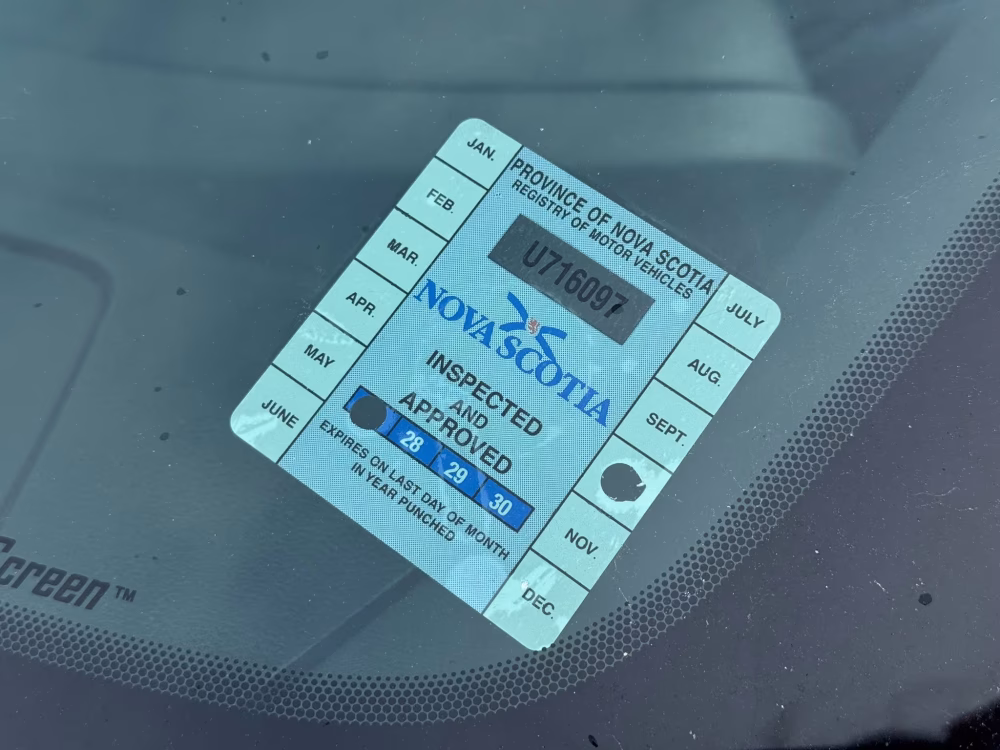 JAN.
FEB.
MAR.
APR.
MAY
JUNE
PROVINCE OF NOVA SCOTIA
REGISTRY OF MOTOR VEHICLES
U716097
NOVA SCOTIA
INSPECTED
AND
APPROVED
28 29 30
EXPIRES ON LAST DAY OF MONTH
IN YEAR PUNCHED
JULY
AUG.
SEPT.
NOV.
DEC.
creen™